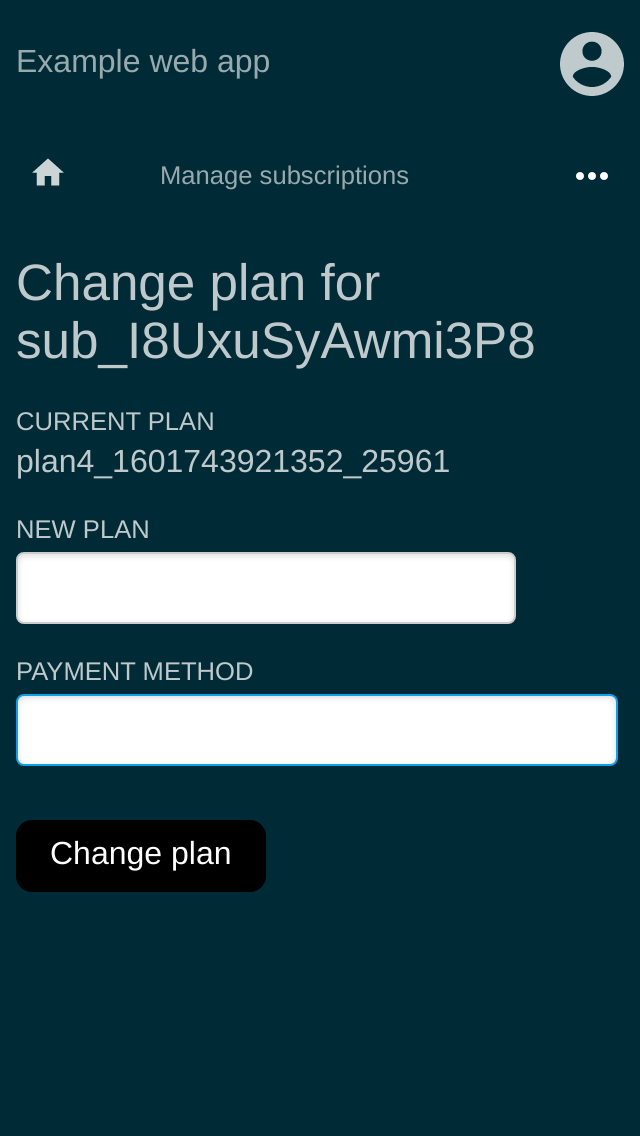 Example web app
Manage subscriptions
Change plan for
sub_I8UxuSyAwmi3P8
CURRENT PLAN
plan4_1601743921352_25961
NEW PLAN
PAYMENT METHOD
Change plan